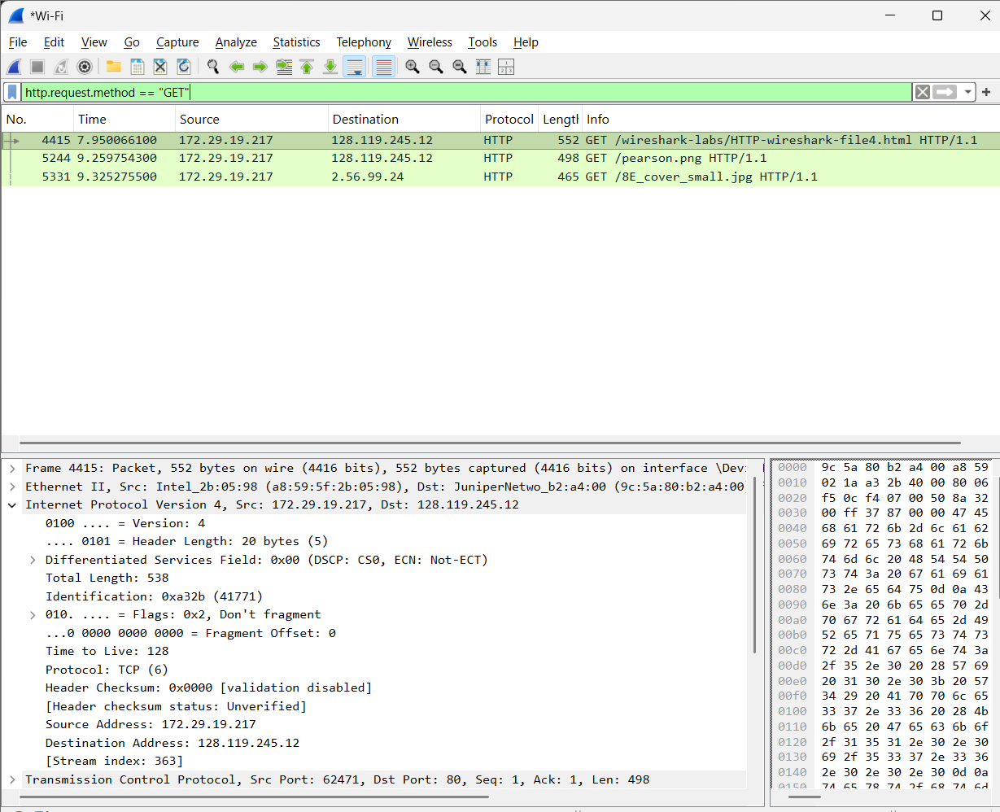 *Wi-Fi
File Edit View Go Capture Analyze Statistics Telephony Wireless Tools Help
http.request.method == "GET"
No. Time Source Destination Protocol Length Info
4415 7.950066100 172.29.19.217 128.119.245.12 HTTP 552 GET /wireshark-labs/HTTP-wireshark-file4.html HTTP/1.1
5244 9.259754300 172.29.19.217 128.119.245.12 HTTP 498 GET /pearson.png HTTP/1.1
5331 9.325275500 172.29.19.217 2.56.99.24 HTTP 465 GET /8E_cover_small.jpg HTTP/1.1
Frame 4415: Packet, 552 bytes on wire (4416 bits), 552 bytes captured (4416 bits) on interface \Devi
Ethernet II, Src: Intel_2b:05:98 (a8:59:5f:2b:05:98), Dst: JuniperNetwo_b2:a4:00 (9c:5a:80:b2:a4:00)
Internet Protocol Version 4, Src: 172.29.19.217, Dst: 128.119.245.12
0100 .... = Version: 4
.... 0101 = Header Length: 20 bytes (5)
Differentiated Services Field: 0x00 (DSCP: CS0, ECN: Not-ECT)
Total Length: 538
Identification: 0xa32b (41771)
010. .... = Flags: 0x2, Don't fragment
...0 0000 0000 0000 = Fragment Offset: 0
Time to Live: 128
Protocol: TCP (6)
Header Checksum: 0x0000 [validation disabled]
[Header checksum status: Unverified]
Source Address: 172.29.19.217
Destination Address: 128.119.245.12
[Stream index: 363]
Transmission Control Protocol, Src Port: 62471, Dst Port: 80, Seq: 1, Ack: 1, Len: 498
0000 9c 5a 80 b2 a4 00 a8 59
0010 02 1a a3 2b 40 00 80 06
0020 f5 0c f4 07 00 50 8a 32
0030 00 ff 37 87 00 00 47 45
0040 68 61 72 6b 2d 6c 61 62
0050 69 72 65 73 68 61 72 6b
0060 74 6d 6c 20 48 54 54 50
0070 73 74 3a 20 67 61 69 61
0080 73 2e 65 64 75 0d 0a 43
0090 6e 3a 20 6b 65 65 70 2d
00a0 70 67 72 61 64 65 2d 49
00b0 52 65 71 75 65 73 74 73
00c0 72 2d 41 67 65 6e 74 3a
00d0 2f 35 2e 30 20 28 57 69
00e0 20 31 30 2e 30 3b 20 57
00f0 34 29 20 41 70 70 6c 65
0100 33 37 2e 33 36 20 28 4b
0110 6b 65 20 47 65 63 6b 6f
0120 2f 31 35 31 2e 30 2e 30
0130 69 2f 35 33 37 2e 33 36
0140 2e 30 2e 30 2e 30 0d 0a
0150 74 65 78 74 2f 68 74 6d